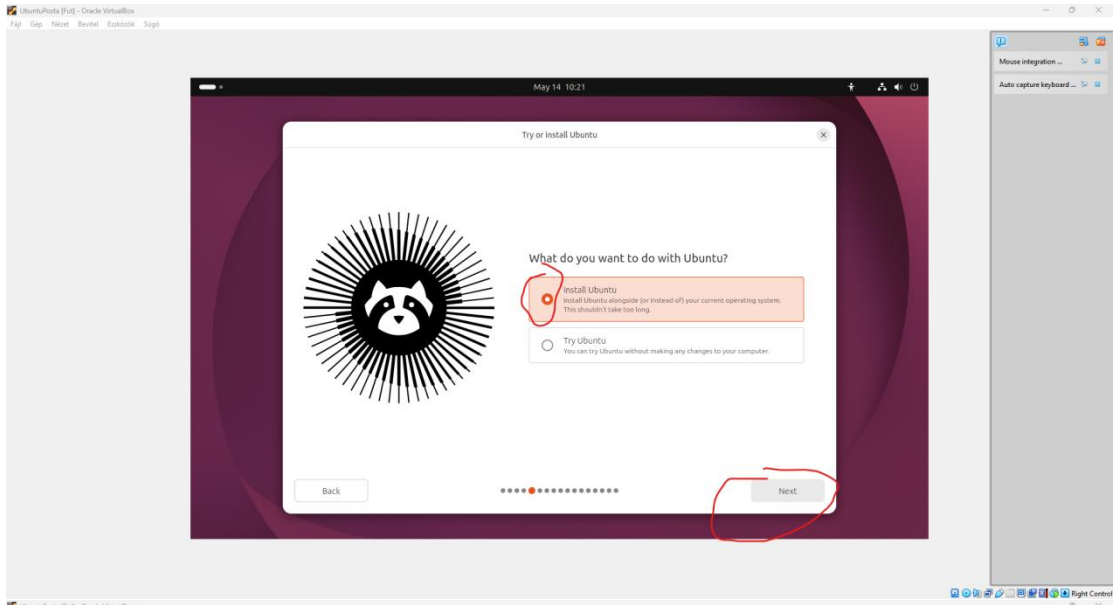 UbuntuPosta [Fut] - Oracle VirtualBox
Fájl Gép Nézet Bevitel Eszközök Súgó
Mouse integration ...
Auto capture keyboard ...
May 14 10:21
Try or install Ubuntu
What do you want to do with Ubuntu?
Install Ubuntu
Install Ubuntu alongside (or instead of) your current operating system.
This shouldn't take too long.
Try Ubuntu
You can try Ubuntu without making any changes to your computer.
Back
Next
Right Control